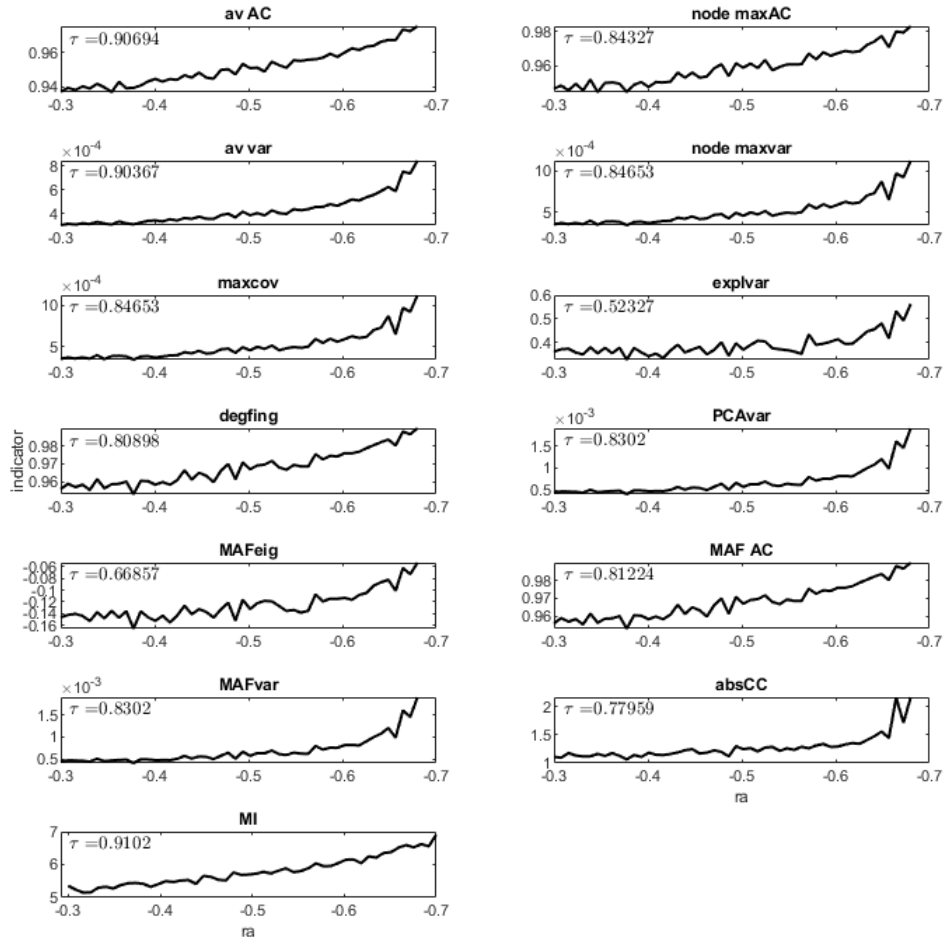 av AC
τ =0.90694
0.96
0.94
-0.3 -0.4 -0.5 -0.6 -0.7
node maxAC
τ =0.84327
0.98
0.96
-0.3 -0.4 -0.5 -0.6 -0.7
av var
×10⁻⁴
τ =0.90367
8
6
4
-0.3 -0.4 -0.5 -0.6 -0.7
node maxvar
×10⁻⁴
τ =0.84653
10
5
-0.3 -0.4 -0.5 -0.6 -0.7
maxcov
×10⁻⁴
τ =0.84653
10
5
-0.3 -0.4 -0.5 -0.6 -0.7
explvar
τ =0.52327
0.6
0.5
0.4
-0.3 -0.4 -0.5 -0.6 -0.7
degfing
τ =0.80898
0.98
0.97
0.96
-0.3 -0.4 -0.5 -0.6 -0.7
indicator
PCAvar
×10⁻³
τ =0.8302
1.5
1
0.5
-0.3 -0.4 -0.5 -0.6 -0.7
MAFeig
τ =0.66857
-0.06
-0.08
-0.1
-0.12
-0.14
-0.16
-0.3 -0.4 -0.5 -0.6 -0.7
MAF AC
τ =0.81224
0.98
0.97
0.96
-0.3 -0.4 -0.5 -0.6 -0.7
MAFvar
×10⁻³
τ =0.8302
1.5
1
0.5
-0.3 -0.4 -0.5 -0.6 -0.7
absCC
τ =0.77959
2
1.5
1
-0.3 -0.4 -0.5 -0.6 -0.7
ra
MI
τ =0.9102
7
6
5
-0.3 -0.4 -0.5 -0.6 -0.7
ra